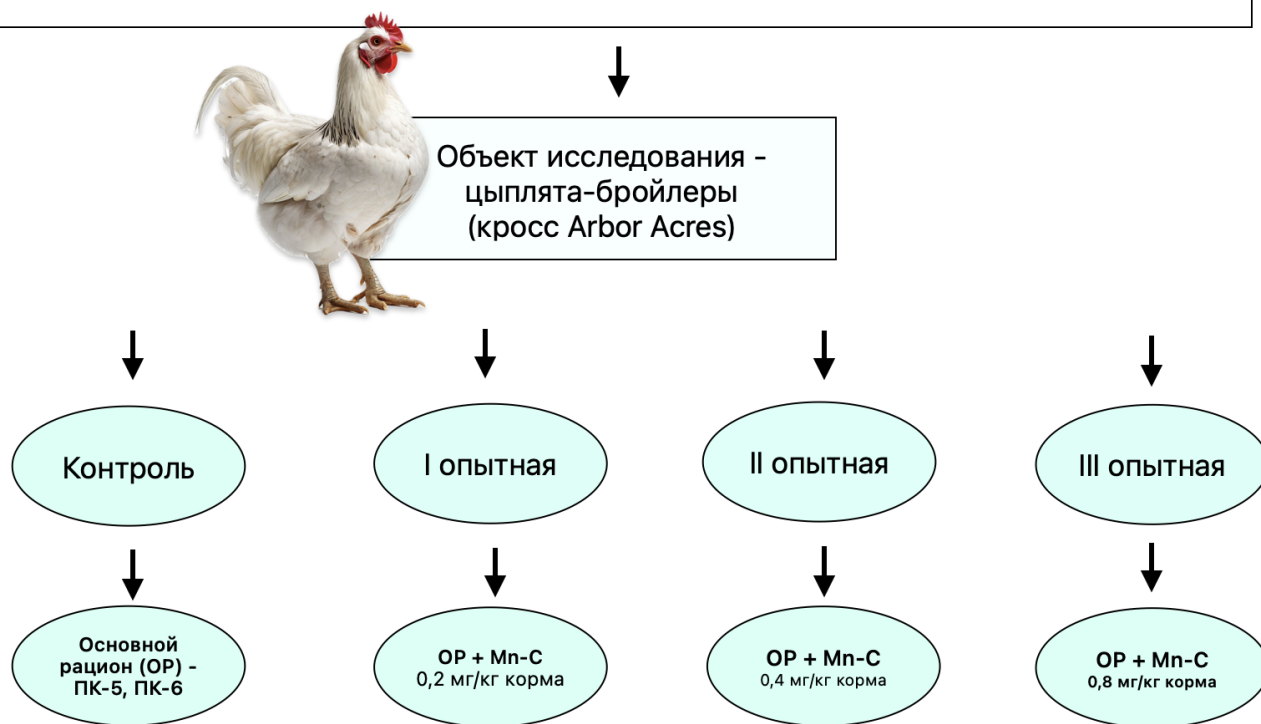 Объект исследования -
цыплята-бройлеры
(кросс Arbor Acres)
Контроль
I опытная
II опытная
III опытная
Основной
рацион (ОР) -
ПК-5, ПК-6
ОР + Mn-C
0,2 мг/кг корма
ОР + Mn-C
0,4 мг/кг корма
ОР + Mn-C
0,8 мг/кг корма